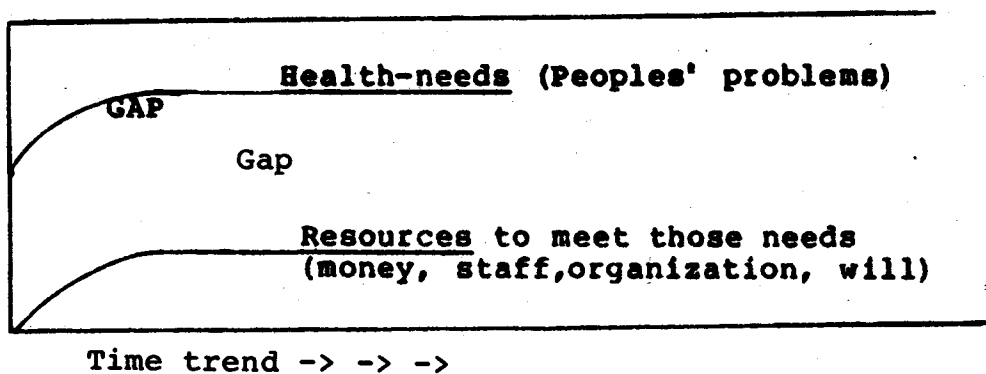 Health-needs (Peoples' problems)
GAP
Gap
Resources to meet those needs
(money, staff,organization, will)
Time trend -> -> ->